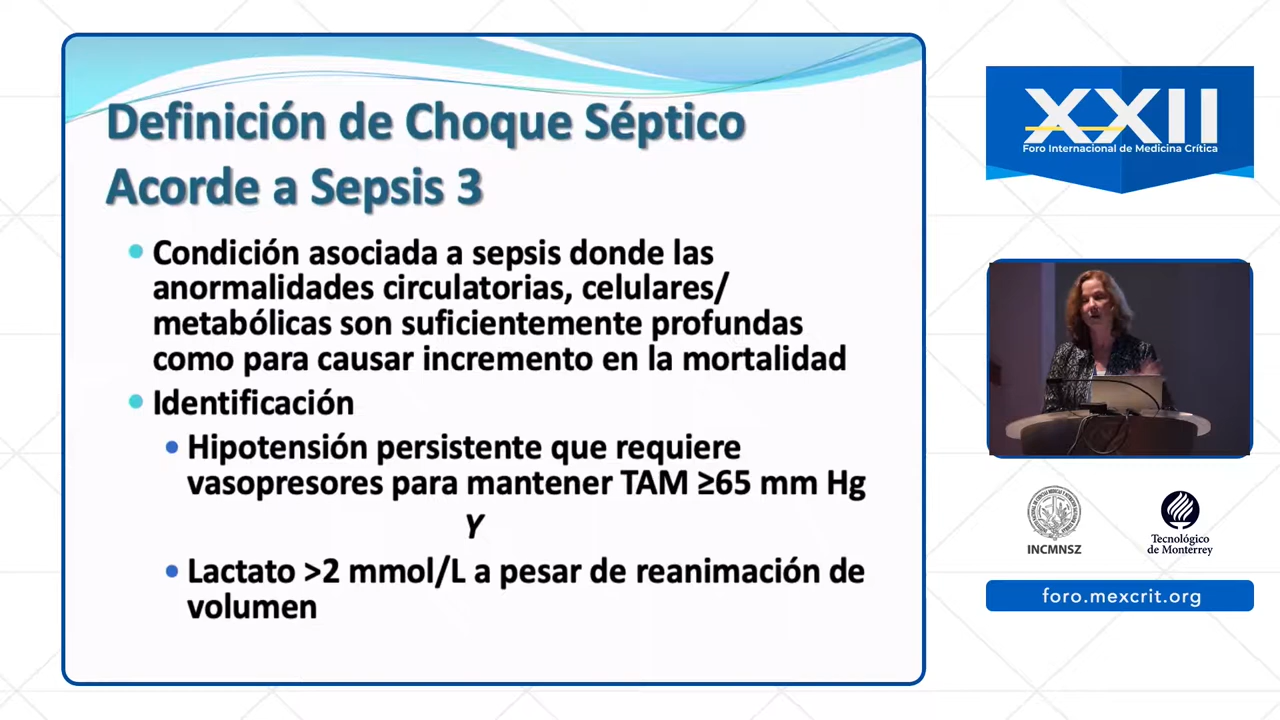 Definición de Choque Séptico
Acorde a Sepsis 3
Condición asociada a sepsis donde las
anormalidades circulatorias, celulares/
metabólicas son suficientemente profundas
como para causar incremento en la mortalidad
Identificación
Hipotensión persistente que requiere
vasopresores para mantener TAM ≥65 mm Hg
Y
Lactato >2 mmol/L a pesar de reanimación de
volumen
XXII
Foro Internacional de Medicina Crítica
INCMNSZ
Tecnológico
de Monterrey
foro.mexcrit.org